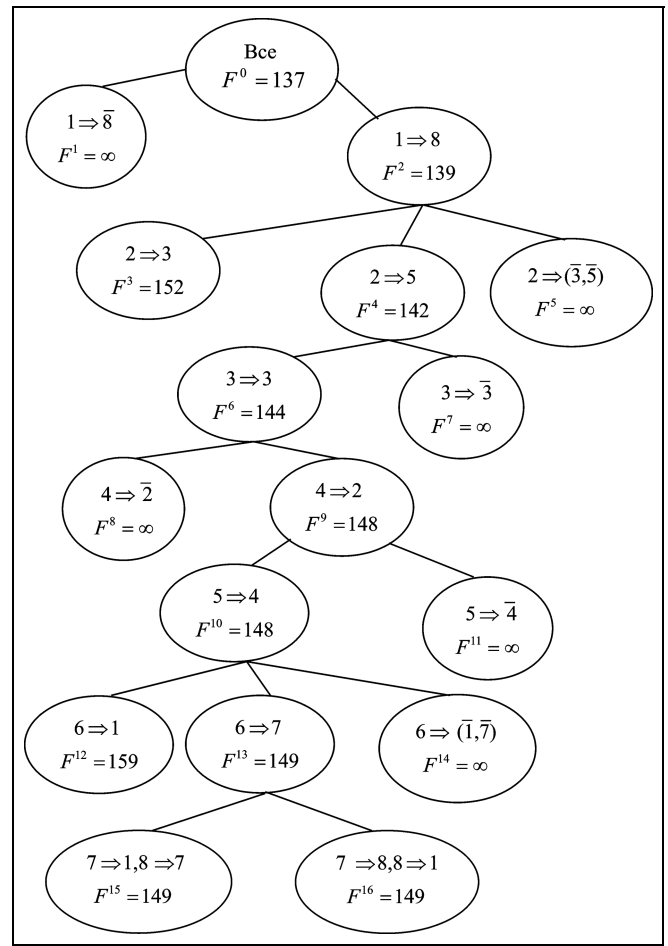 Все
F⁰ = 137
1⇒8̅
F¹ = ∞
1⇒8
F² = 139
2⇒3
F³ = 152
2⇒5
F⁴ = 142
2⇒(3̅,5̅)
F⁵ = ∞
3⇒3
F⁶ = 144
3⇒3̅
F⁷ = ∞
4⇒2̅
F⁸ = ∞
4⇒2
F⁹ = 148
5⇒4
F¹⁰ = 148
5⇒4̅
F¹¹ = ∞
6⇒1
F¹² = 159
6⇒7
F¹³ = 149
6⇒(1̅,7̅)
F¹⁴ = ∞
7⇒1,8⇒7
F¹⁵ = 149
7⇒8,8⇒1
F¹⁶ = 149